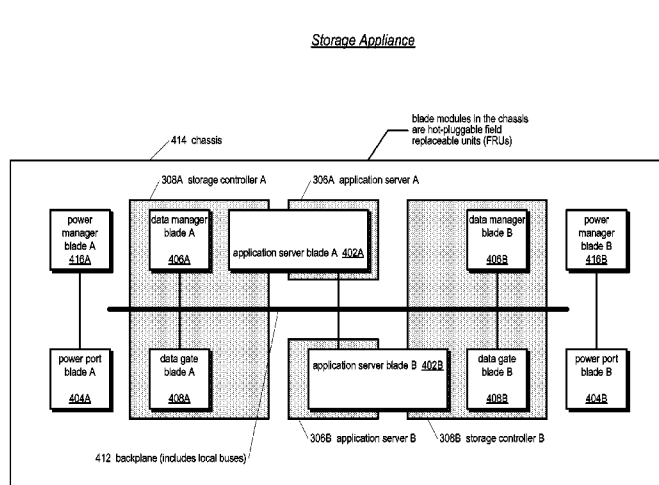 Storage Appliance
blade modules in the chassis
are hot-pluggable field
replaceable units (FRUs)
414 chassis
308A storage controller A
306A application server A
power
manager
blade A
416A
data manager
blade A
406A
application server blade A 402A
data manager
blade B
406B
power
manager
blade B
416B
power port
blade A
404A
data gate
blade A
408A
application server blade B 402B
data gate
blade B
408B
power port
blade B
404B
306B application server B
308B storage controller B
412 backplane (includes local buses)